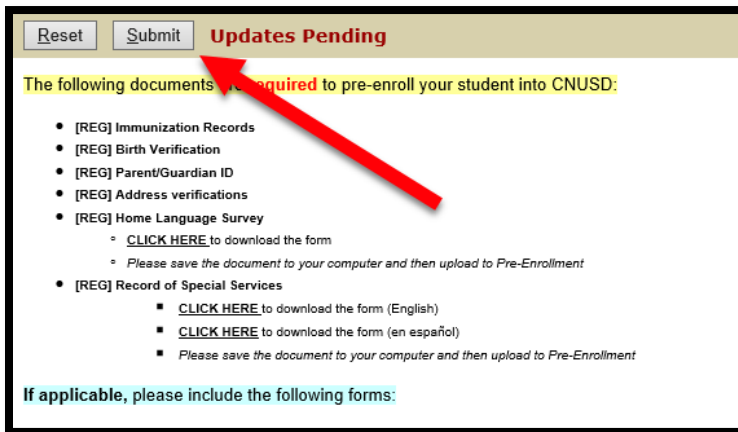 Reset Submit Updates Pending
The following documents required to pre-enroll your student into CNUSD:
[REG] Immunization Records
[REG] Birth Verification
[REG] Parent/Guardian ID
[REG] Address verifications
[REG] Home Language Survey
CLICK HERE to download the form
Please save the document to your computer and then upload to Pre-Enrollment
[REG] Record of Special Services
CLICK HERE to download the form (English)
CLICK HERE to download the form (en español)
Please save the document to your computer and then upload to Pre-Enrollment
If applicable, please include the following forms: